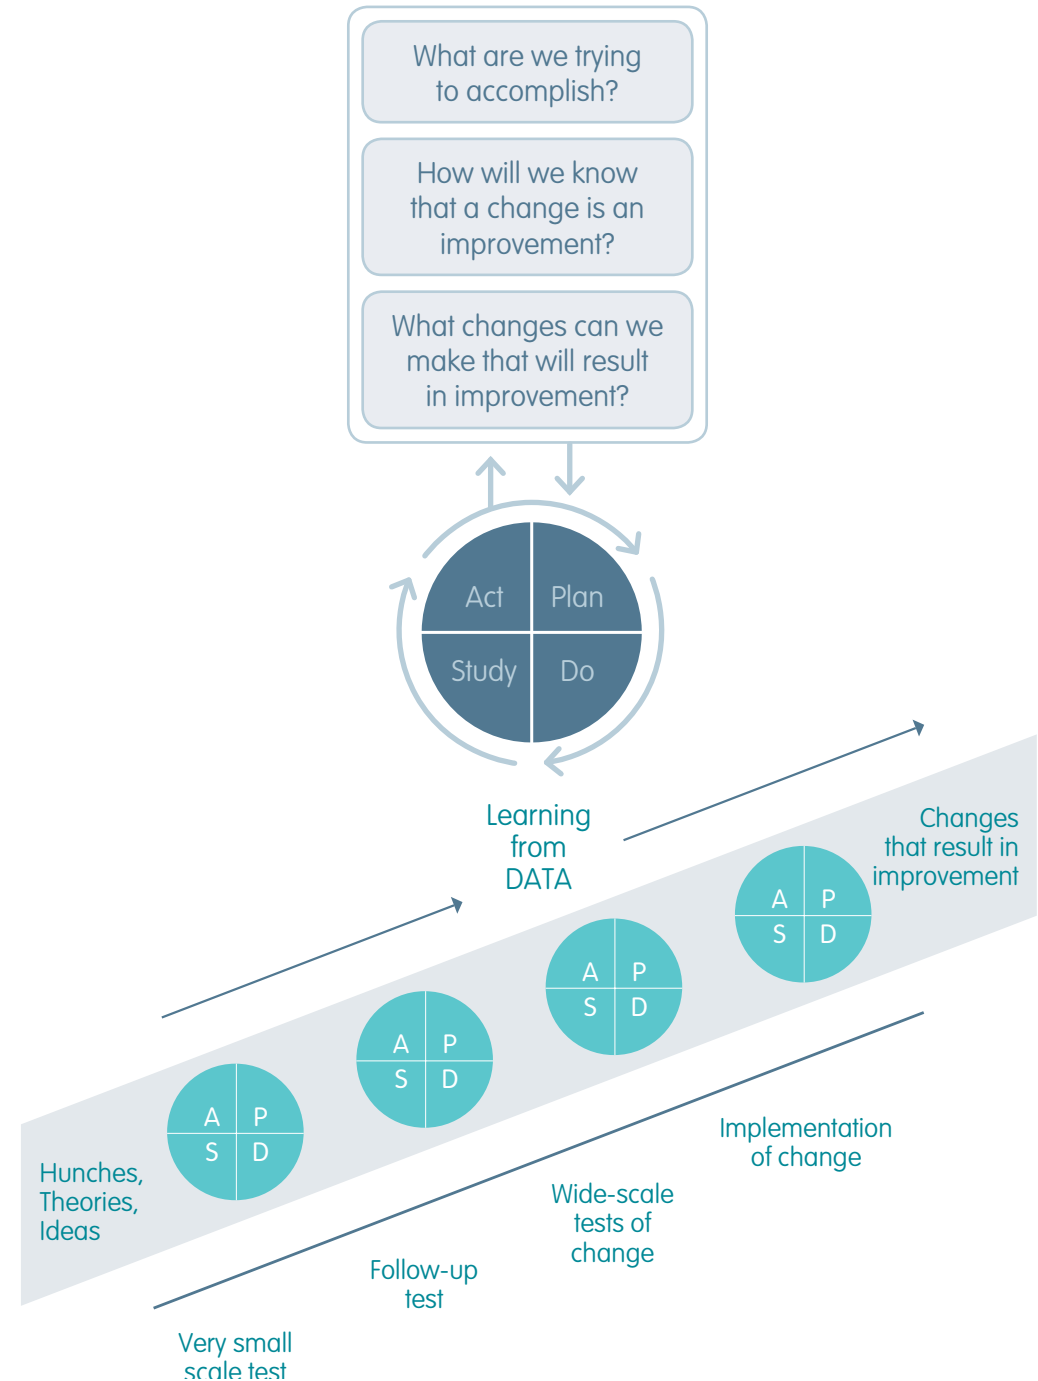 What are we trying
to accomplish?
How will we know
that a change is an
improvement?
What changes can we
make that will result
in improvement?
Act
Plan
Study
Do
Learning
from
DATA
Changes
that result in
improvement
A P
S D
A P
S D
A P
S D
A P
S D
Hunches,
Theories,
Ideas
Implementation
of change
Wide-scale
tests of
change
Follow-up
test
Very small
scale test